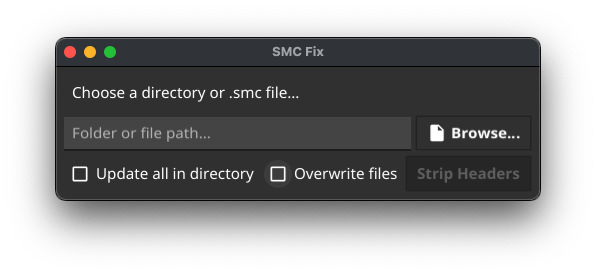 SMC Fix
Choose a directory or .smc file...
Folder or file path...
Browse...
Update all in directory
Overwrite files
Strip Headers